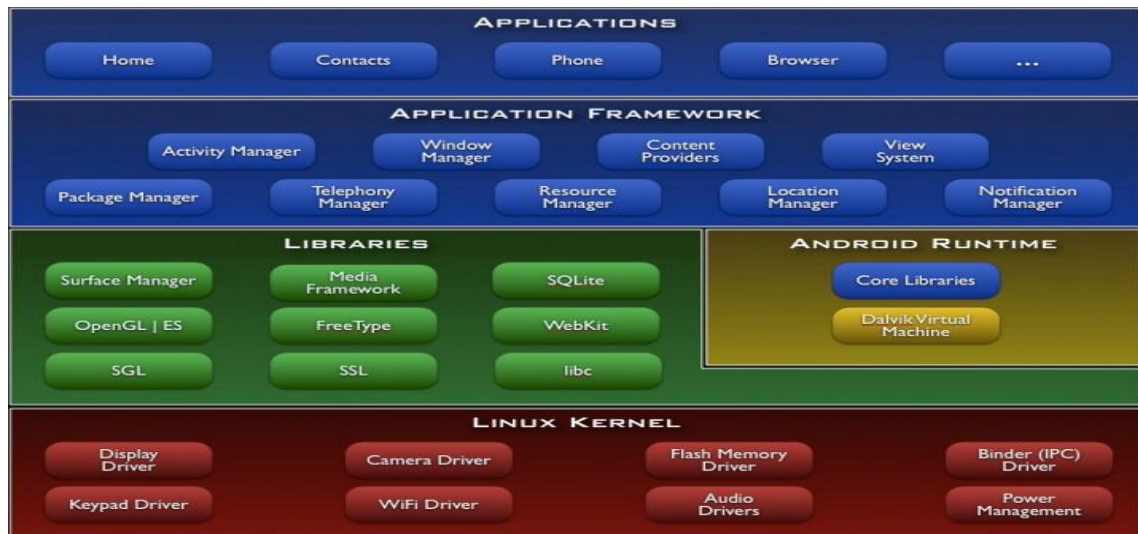 APPLICATIONS
Home
Contacts
Phone
Browser
...
APPLICATION FRAMEWORK
Activity Manager
Window
Manager
Content
Providers
View
System
Package Manager
Telephony
Manager
Resource
Manager
Location
Manager
Notification
Manager
LIBRARIES
Surface Manager
Media
Framework
SQLite
OpenGL | ES
FreeType
WebKit
SGL
SSL
libc
ANDROID RUNTIME
Core Libraries
Dalvik Virtual
Machine
LINUX KERNEL
Display
Driver
Camera Driver
Flash Memory
Driver
Binder (IPC)
Driver
Keypad Driver
WiFi Driver
Audio
Drivers
Power
Management